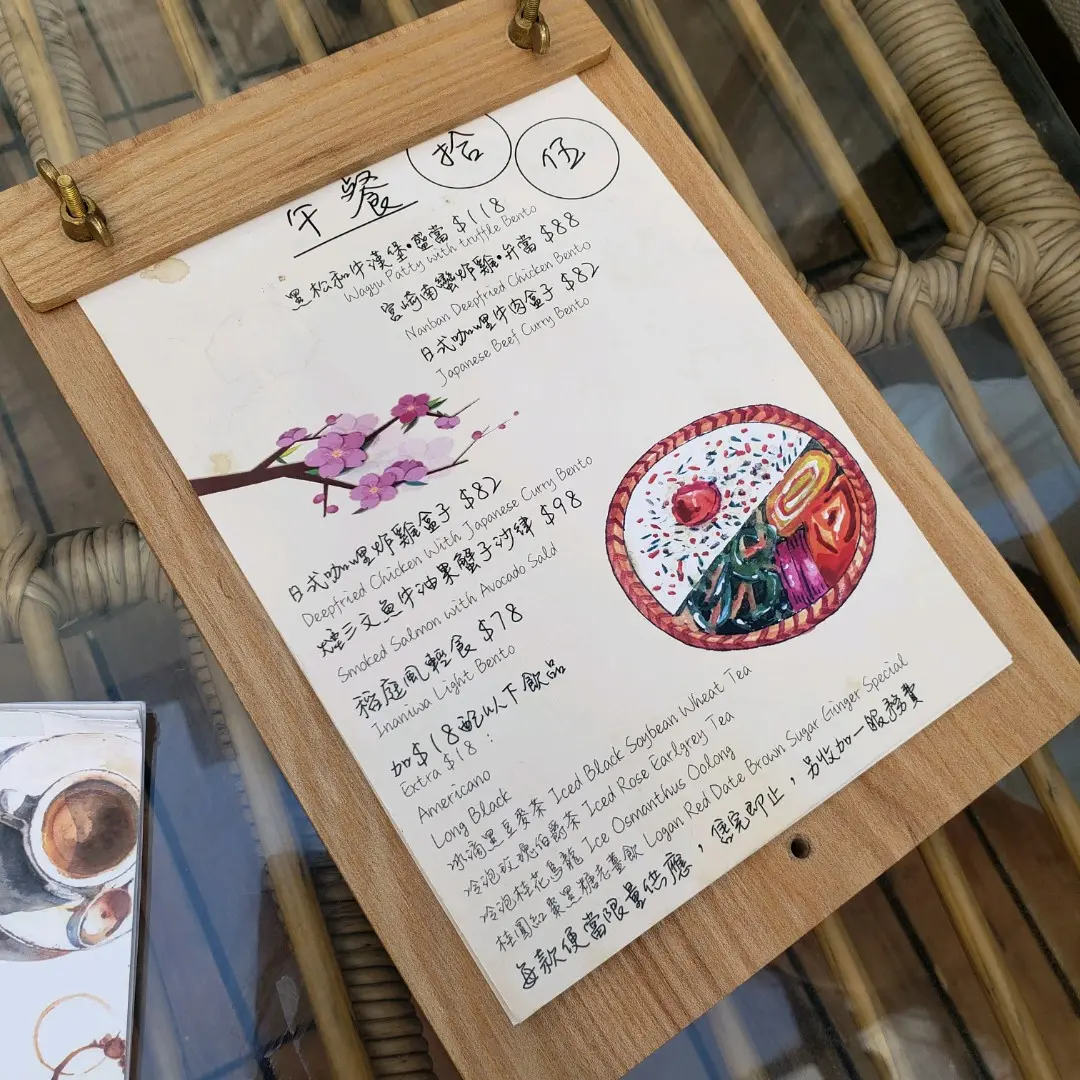 拾 伍
午餐
黑松和牛漢堡·盤當 $118
Wagyu Patty with truffle Bento
宮崎南蠻炸雞·弁當 $88
Nanban Deepfried Chicken Bento
日式咖喱牛肉盒子 $82
Japanese Beef Curry Bento
日式咖喱炸雞盒子 $82
Deepfried Chicken With Japanese Curry Bento
煙三文魚牛油果蟹子沙律 $98
Smoked Salmon with Avocado Sald
稻庭風輕食 $78
Inaniwa Light Bento
加$18配以下飲品
Extra $18 :
Americano
Long Black
冰滴黑豆麥茶 Iced Black Soybean Wheat Tea
冷泡玫瑰伯爵茶 Iced Rose Earlgrey Tea
冷泡桂花烏龍 Ice Osmanthus Oolong
桂圓紅棗黑糖老薑飲 Logan Red Date Brown Sugar Ginger Special
每款便當限量供應，售完即止，另收加一服務費